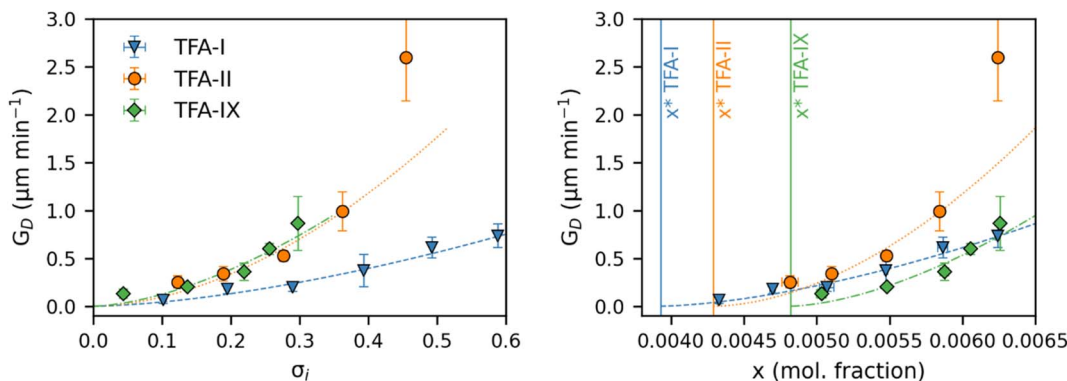 3.0
2.5
2.0
1.5
1.0
0.5
0.0
G_D (μm min⁻¹)
TFA-I
TFA-II
TFA-IX
0.0 0.1 0.2 0.3 0.4 0.5 0.6
σ_i
3.0
2.5
2.0
1.5
1.0
0.5
0.0
G_D (μm min⁻¹)
x* TFA-I
x* TFA-II
x* TFA-IX
0.0040 0.0045 0.0050 0.0055 0.0060 0.0065
x (mol. fraction)